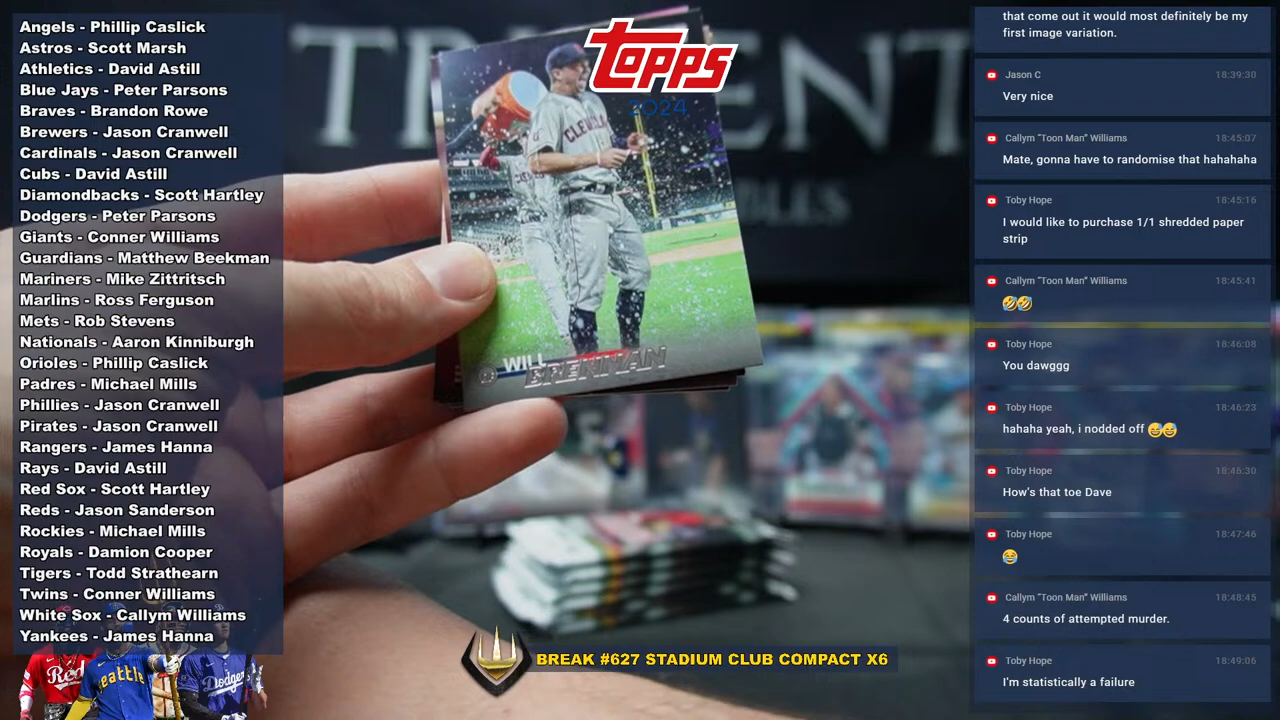 Angels - Phillip Caslick
Astros - Scott Marsh
Athletics - David Astill
Blue Jays - Peter Parsons
Braves - Brandon Rowe
Brewers - Jason Cranwell
Cardinals - Jason Cranwell
Cubs - David Astill
Diamondbacks - Scott Hartley
Dodgers - Peter Parsons
Giants - Conner Williams
Guardians - Matthew Beekman
Mariners - Mike Zittritsch
Marlins - Ross Ferguson
Mets - Rob Stevens
Nationals - Aaron Kinniburgh
Orioles - Phillip Caslick
Padres - Michael Mills
Phillies - Jason Cranwell
Pirates - Jason Cranwell
Rangers - James Hanna
Rays - David Astill
Red Sox - Scott Hartley
Reds - Jason Sanderson
Rockies - Michael Mills
Royals - Damion Cooper
Tigers - Todd Strathearn
Twins - Conner Williams
White Sox - Callym Williams
Yankees - James Hanna
Reds
seattle
Dodgers
topps
2024
CLEVELAND
WILL
BRENNAN
BREAK #627 STADIUM CLUB COMPACT X6
that come out it would most definitely be my
first image variation.
Jason C 18:39:30
Very nice
Callym "Toon Man" Williams 18:45:07
Mate, gonna have to randomise that hahahaha
Toby Hope 18:45:16
I would like to purchase 1/1 shredded paper
strip
Callym "Toon Man" Williams 18:45:41
🤣🤣
Toby Hope 18:46:08
You dawggg
Toby Hope 18:46:23
hahaha yeah, i nodded off 😅😅
Toby Hope 18:46:30
How's that toe Dave
Toby Hope 18:47:46
😂
Callym "Toon Man" Williams 18:48:45
4 counts of attempted murder.
Toby Hope 18:49:06
I'm statistically a failure